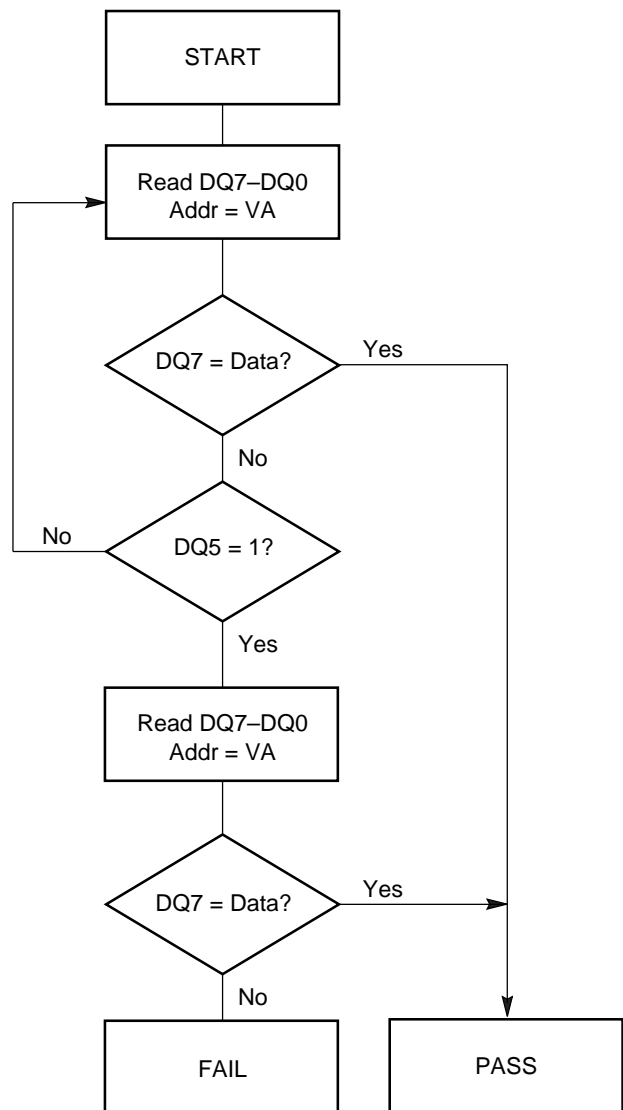 START
Read DQ7–DQ0
Addr = VA
DQ7 = Data?
Yes
No
DQ5 = 1?
No
Yes
Read DQ7–DQ0
Addr = VA
DQ7 = Data?
Yes
No
FAIL
PASS